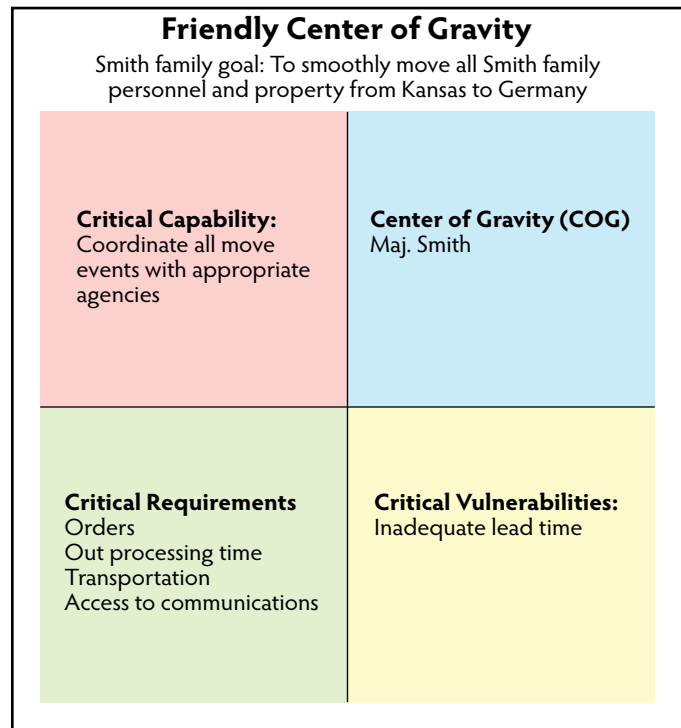 Friendly Center of Gravity
Smith family goal: To smoothly move all Smith family
personnel and property from Kansas to Germany
Critical Capability:
Coordinate all move
events with appropriate
agencies
Center of Gravity (COG)
Maj. Smith
Critical Requirements
Orders
Out processing time
Transportation
Access to communications
Critical Vulnerabilities:
Inadequate lead time